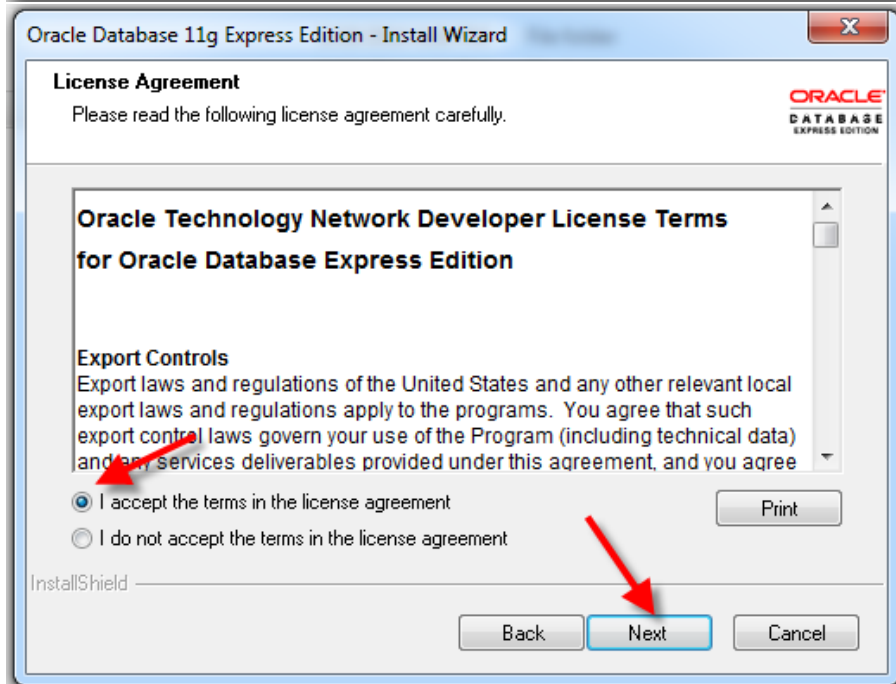 Oracle Database 11g Express Edition - Install Wizard
License Agreement
Please read the following license agreement carefully.
ORACLE
DATABASE
EXPRESS EDITION
Oracle Technology Network Developer License Terms
for Oracle Database Express Edition
Export Controls
Export laws and regulations of the United States and any other relevant local
export laws and regulations apply to the programs.  You agree that such
export control laws govern your use of the Program (including technical data)
and any services deliverables provided under this agreement, and you agree
I accept the terms in the license agreement
Print
I do not accept the terms in the license agreement
InstallShield
Back
Next
Cancel